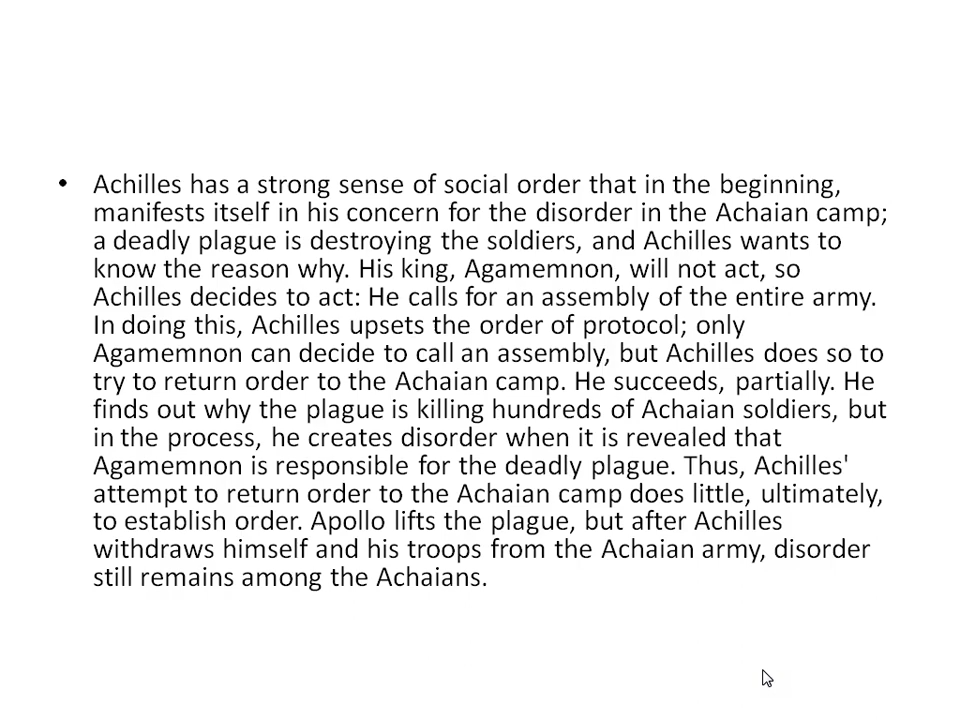 • Achilles has a strong sense of social order that in the beginning,
manifests itself in his concern for the disorder in the Achaian camp;
a deadly plague is destroying the soldiers, and Achilles wants to
know the reason why. His king, Agamemnon, will not act, so
Achilles decides to act: He calls for an assembly of the entire army.
In doing this, Achilles upsets the order of protocol; only
Agamemnon can decide to call an assembly, but Achilles does so to
try to return order to the Achaian camp. He succeeds, partially. He
finds out why the plague is killing hundreds of Achaian soldiers, but
in the process, he creates disorder when it is revealed that
Agamemnon is responsible for the deadly plague. Thus, Achilles'
attempt to return order to the Achaian camp does little, ultimately,
to establish order. Apollo lifts the plague, but after Achilles
withdraws himself and his troops from the Achaian army, disorder
still remains among the Achaians.